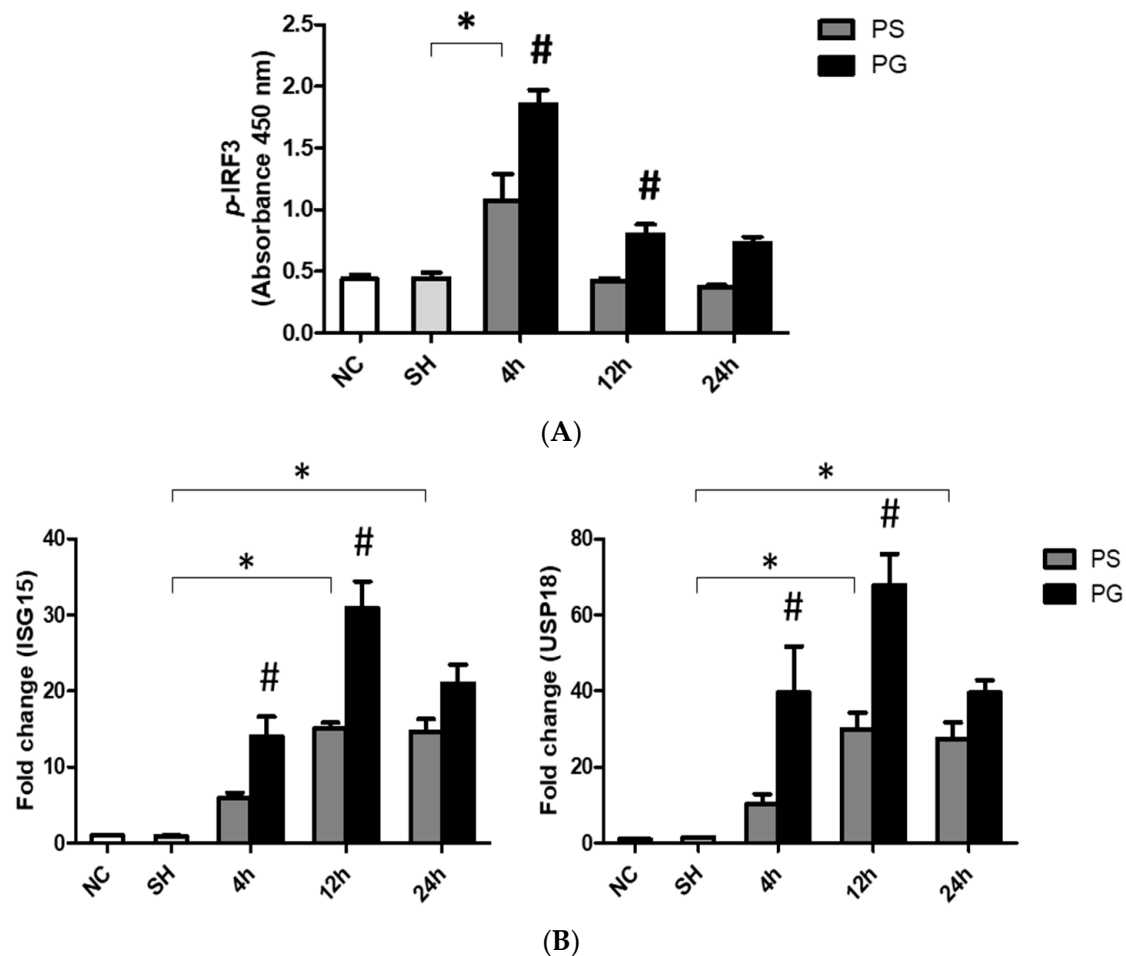 *
#
PS
PG
2.5
2.0
1.5
1.0
0.5
0.0
p-IRF3
(Absorbance 450 nm)
#
NC SH 4h 12h 24h
(A)
*
*
#
#
40
30
20
10
0
Fold change (ISG15)
NC SH 4h 12h 24h
*
*
#
#
80
60
40
20
0
Fold change (USP18)
NC SH 4h 12h 24h
PS
PG
(B)